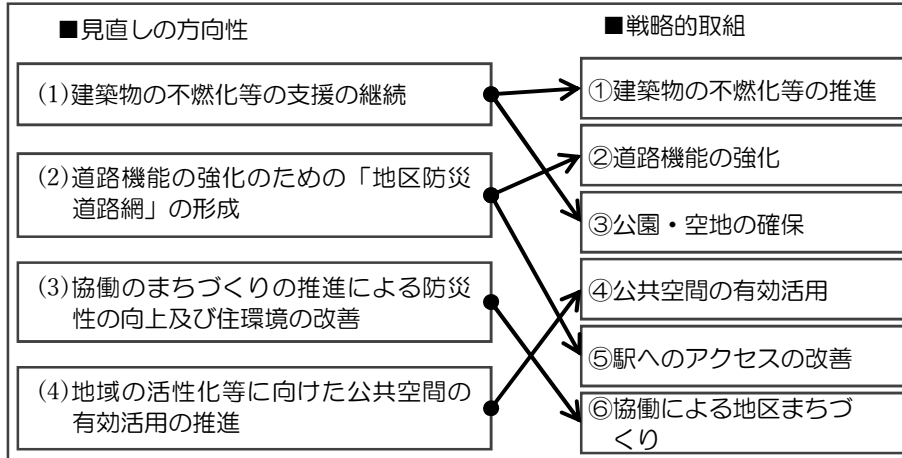 ■見直しの方向性
(1)建築物の不燃化等の支援の継続
(2)道路機能の強化のための「地区防災
道路網」の形成
(3)協働のまちづくりの推進による防災
性の向上及び住環境の改善
(4)地域の活性化等に向けた公共空間の
有効活用の推進
■戦略的取組
①建築物の不燃化等の推進
②道路機能の強化
③公園・空地の確保
④公共空間の有効活用
⑤駅へのアクセスの改善
⑥協働による地区まちづ
くり